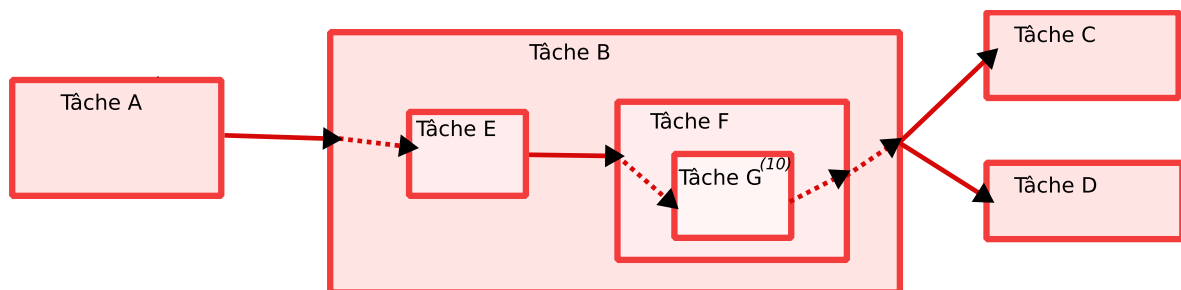 Tâche A
Tâche B
Tâche E
Tâche F
Tâche G (10)
Tâche C
Tâche D